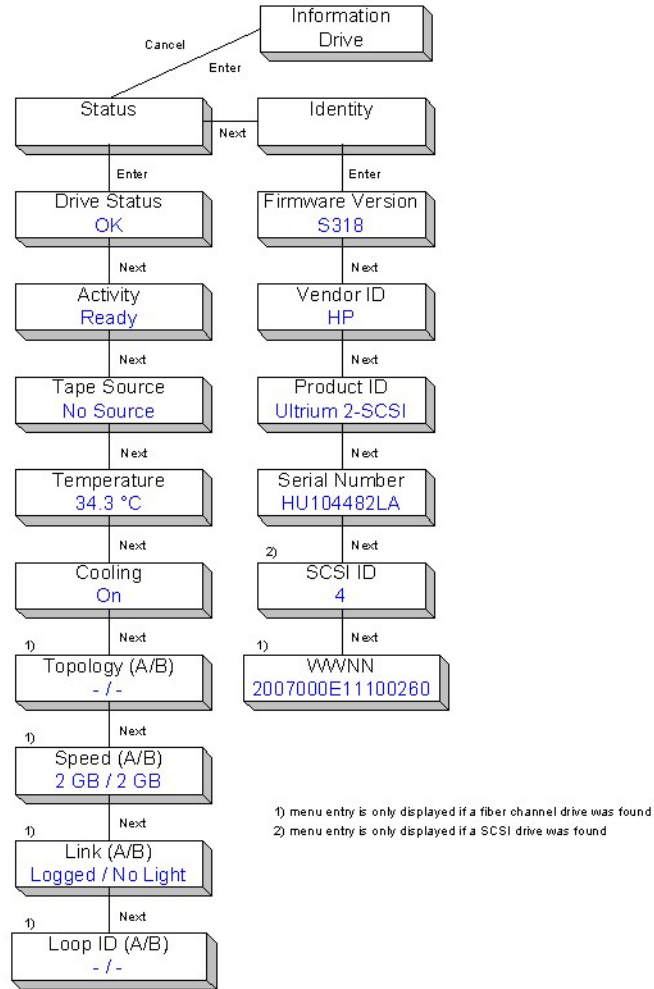 Information
Drive
Cancel
Enter
Status
Next
Identity
Enter
Enter
Drive Status
OK
Firmware Version
S318
Next
Next
Activity
Ready
Vendor ID
HP
Next
Next
Tape Source
No Source
Product ID
Ultrium 2-SCSI
Next
Next
Temperature
34.3 °C
Serial Number
HU104482LA
Next
Next
Cooling
On
2)
SCSI ID
4
Next
Next
1)
Topology (A/B)
- / -
1)
WWNN
2007000E11100260
Next
1)
Speed (A/B)
2 GB / 2 GB
Next
1)
Link (A/B)
Logged / No Light
Next
1)
Loop ID (A/B)
- / -
1) menu entry is only displayed if a fiber channel drive was found
2) menu entry is only displayed if a SCSI drive was found